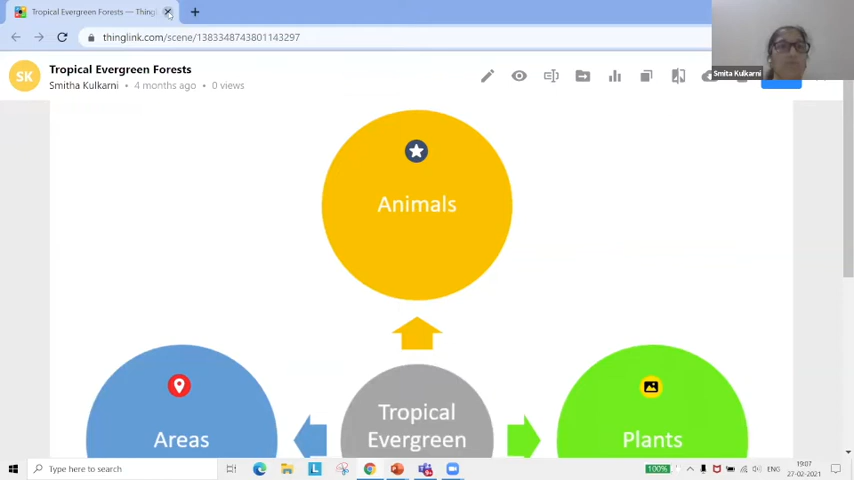 Tropical Evergreen Forests — Thingl
thinglink.com/scene/1383348743801143297
SK
Tropical Evergreen Forests
Smitha Kulkarni • 4 months ago • 0 views
Smita Kulkarni
Animals
Areas
Tropical
Evergreen
Plants
Type here to search
L
100%
ENG
19:07
27-02-2021